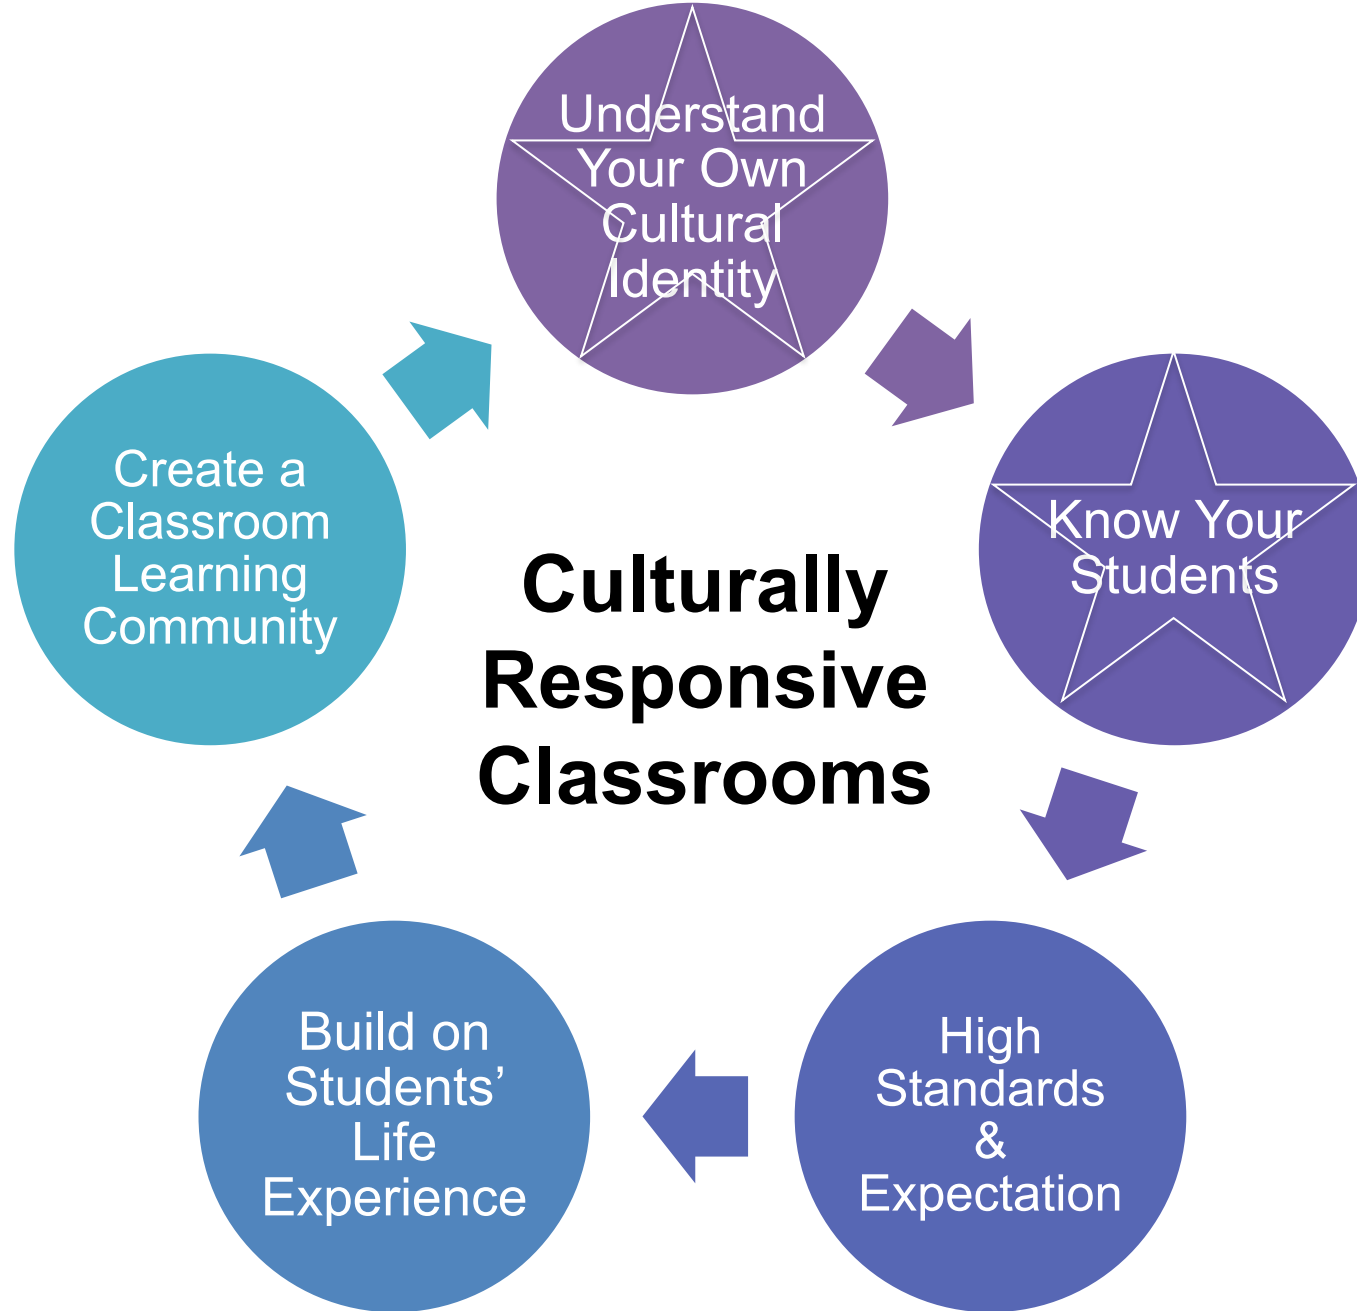 Understand
Your Own
Cultural
Identity
Know Your
Students
High
Standards
&
Expectation
Build on
Students’
Life
Experience
Create a
Classroom
Learning
Community
Culturally
Responsive
Classrooms